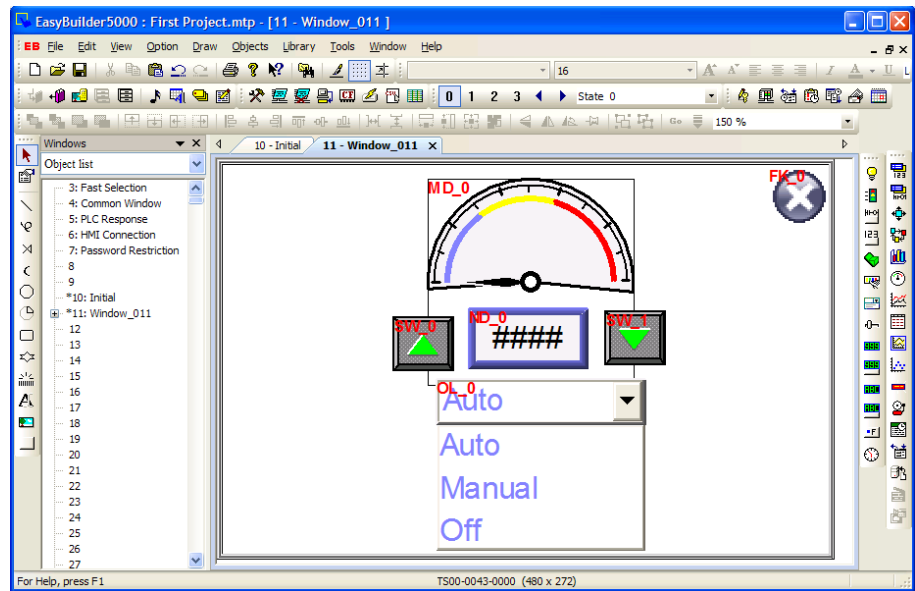 EasyBuilder5000 : First Project.mtp - [11 - Window_011 ]
EB File Edit View Option Draw Objects Library Tools Window Help
16
0 1 2 3 State 0
Go 150 %
Windows
10 - Initial 11 - Window_011
Object list
3: Fast Selection
4: Common Window
5: PLC Response
6: HMI Connection
7: Password Restriction
8
9
*10: Initial
*11: Window_011
12
13
14
15
16
17
18
19
20
21
22
23
24
25
26
27
MD_0
FK_0
SW_0
ND_0
####
SW_1
OL_0
Auto
Auto
Manual
Off
For Help, press F1
TS00-0043-0000 (480 x 272)